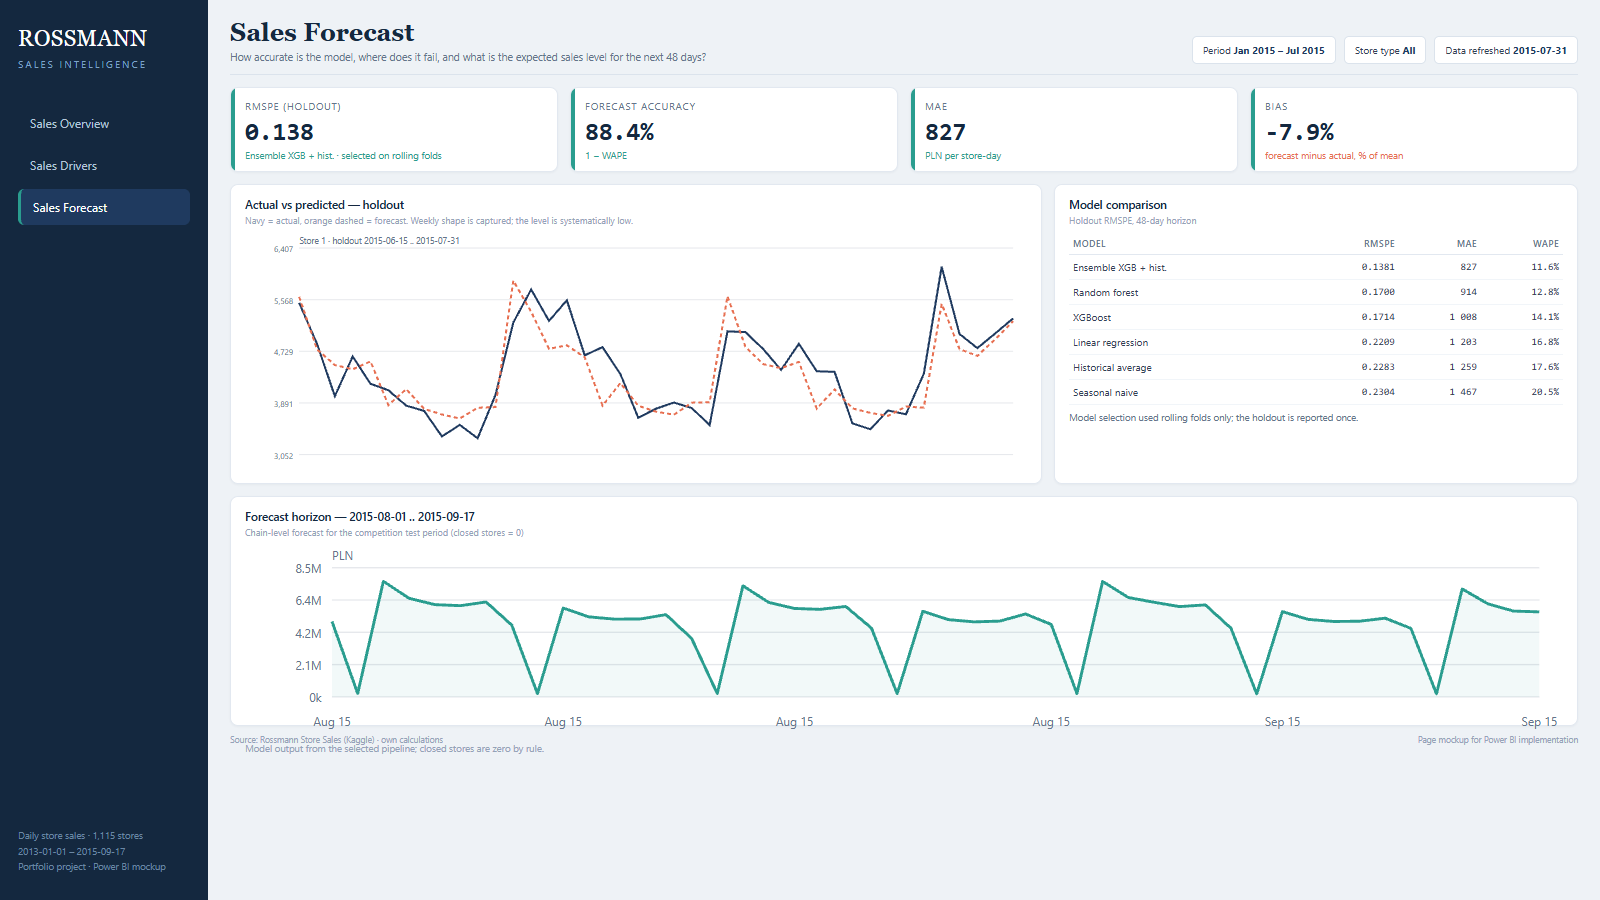 ROSSMANN
SALES INTELLIGENCE
Sales Overview
Sales Drivers
Sales Forecast
Daily store sales · 1,115 stores
2013-01-01 – 2015-09-17
Portfolio project · Power BI mockup
Sales Forecast
How accurate is the model, where does it fail, and what is the expected sales level for the next 48 days?
Period Jan 2015 – Jul 2015
Store type All
Data refreshed 2015-07-31
RMSPE (HOLDOUT)
0.138
Ensemble XGB + hist. · selected on rolling folds
FORECAST ACCURACY
88.4%
1 − WAPE
MAE
827
PLN per store-day
BIAS
-7.9%
forecast minus actual, % of mean
Actual vs predicted — holdout
Navy = actual, orange dashed = forecast. Weekly shape is captured; the level is systematically low.
Store 1 · holdout 2015-06-15 .. 2015-07-31
6,407
5,568
4,729
3,891
3,052
Model comparison
Holdout RMSPE, 48-day horizon
MODEL RMSPE MAE WAPE
Ensemble XGB + hist. 0.1381 827 11.6%
Random forest 0.1700 914 12.8%
XGBoost 0.1714 1 008 14.1%
Linear regression 0.2209 1 203 16.8%
Historical average 0.2283 1 259 17.6%
Seasonal naive 0.2304 1 467 20.5%
Model selection used rolling folds only; the holdout is reported once.
Forecast horizon — 2015-08-01 .. 2015-09-17
Chain-level forecast for the competition test period (closed stores = 0)
PLN
8.5M
6.4M
4.2M
2.1M
0k
Aug 15 Aug 15 Aug 15 Aug 15 Sep 15 Sep 15
Source: Rossmann Store Sales (Kaggle) · own calculations
Page mockup for Power BI implementation
Model output from the selected pipeline; closed stores are zero by rule.